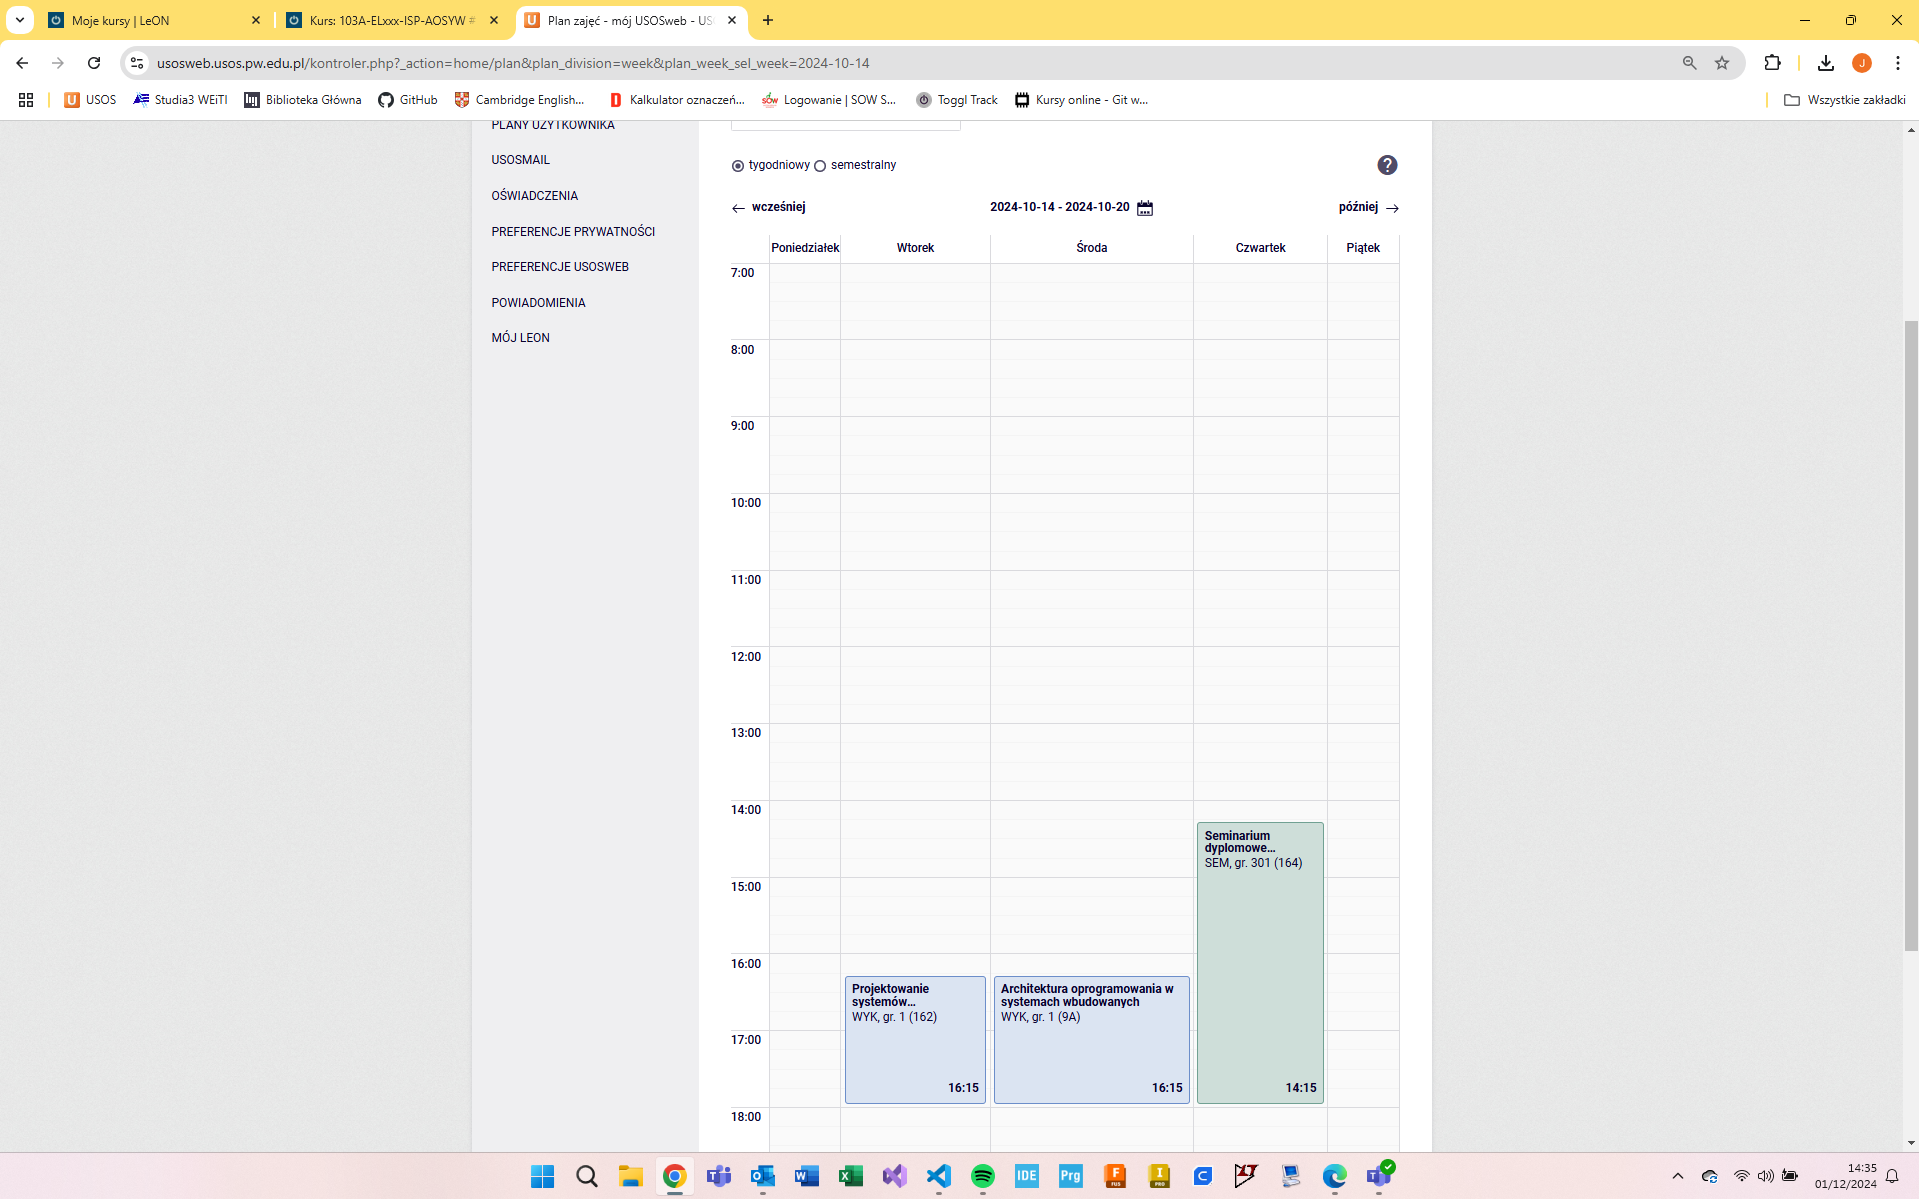 Moje kursy | LeON
Kurs: 103A-ELxxx-ISP-AOSYW #
Plan zajęć - mój USOSweb - US
usosweb.usos.pw.edu.pl/kontroler.php?_action=home/plan&plan_division=week&plan_week_sel_week=2024-10-14
J
USOS
Studia3 WEiTI
Biblioteka Główna
GitHub
Cambridge English...
Kalkulator oznaczeń...
Logowanie | SOW S...
Toggl Track
Kursy online - Git w...
Wszystkie zakładki
PLANY UŻYTKOWNIKA
USOSMAIL
OŚWIADCZENIA
PREFERENCJE PRYWATNOŚCI
PREFERENCJE USOSWEB
POWIADOMIENIA
MÓJ LEON
tygodniowy semestralny
?
← wcześniej
2024-10-14 - 2024-10-20
później →
Poniedziałek Wtorek Środa Czwartek Piątek
7:00
8:00
9:00
10:00
11:00
12:00
13:00
14:00
Seminarium
dyplomowe...
SEM, gr. 301 (164)
14:15
15:00
16:00
Projektowanie
systemów...
WYK, gr. 1 (162)
16:15
Architektura oprogramowania w
systemach wbudowanych
WYK, gr. 1 (9A)
16:15
17:00
18:00
IDE
Prg
14:35
01/12/2024